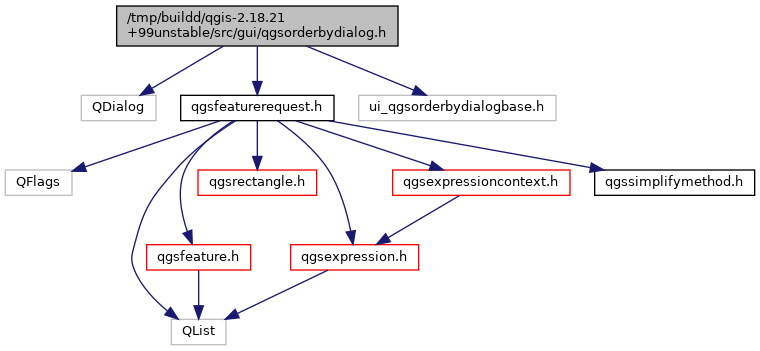 /tmp/buildd/qgis-2.18.21
+99unstable/src/gui/qgsorderbydialog.h
QDialog
qgsfeaturerequest.h
ui_qgsorderbydialogbase.h
QFlags
qgsrectangle.h
qgsexpressioncontext.h
qgssimplifymethod.h
qgsfeature.h
qgsexpression.h
QList